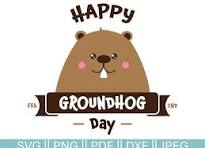 HAPPY
FEB GROUNDHOG 2ND
Day
SVG || PNG || PDF || DXF || JPEG